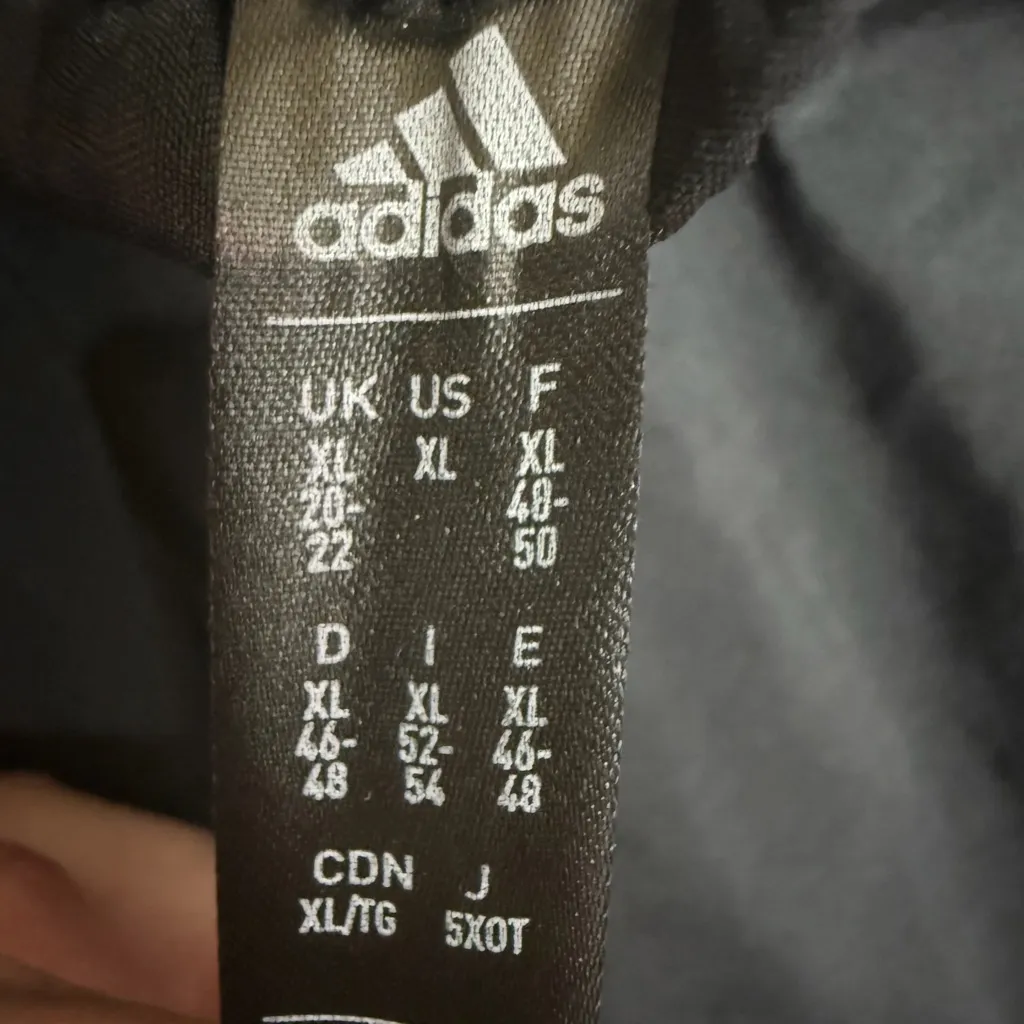 adidas
UK US F
XL XL XL
20- 48-
22 50
D I E
XL XL XL
46- 52- 46-
48 54 48
CDN J
XL/TG 5XOT